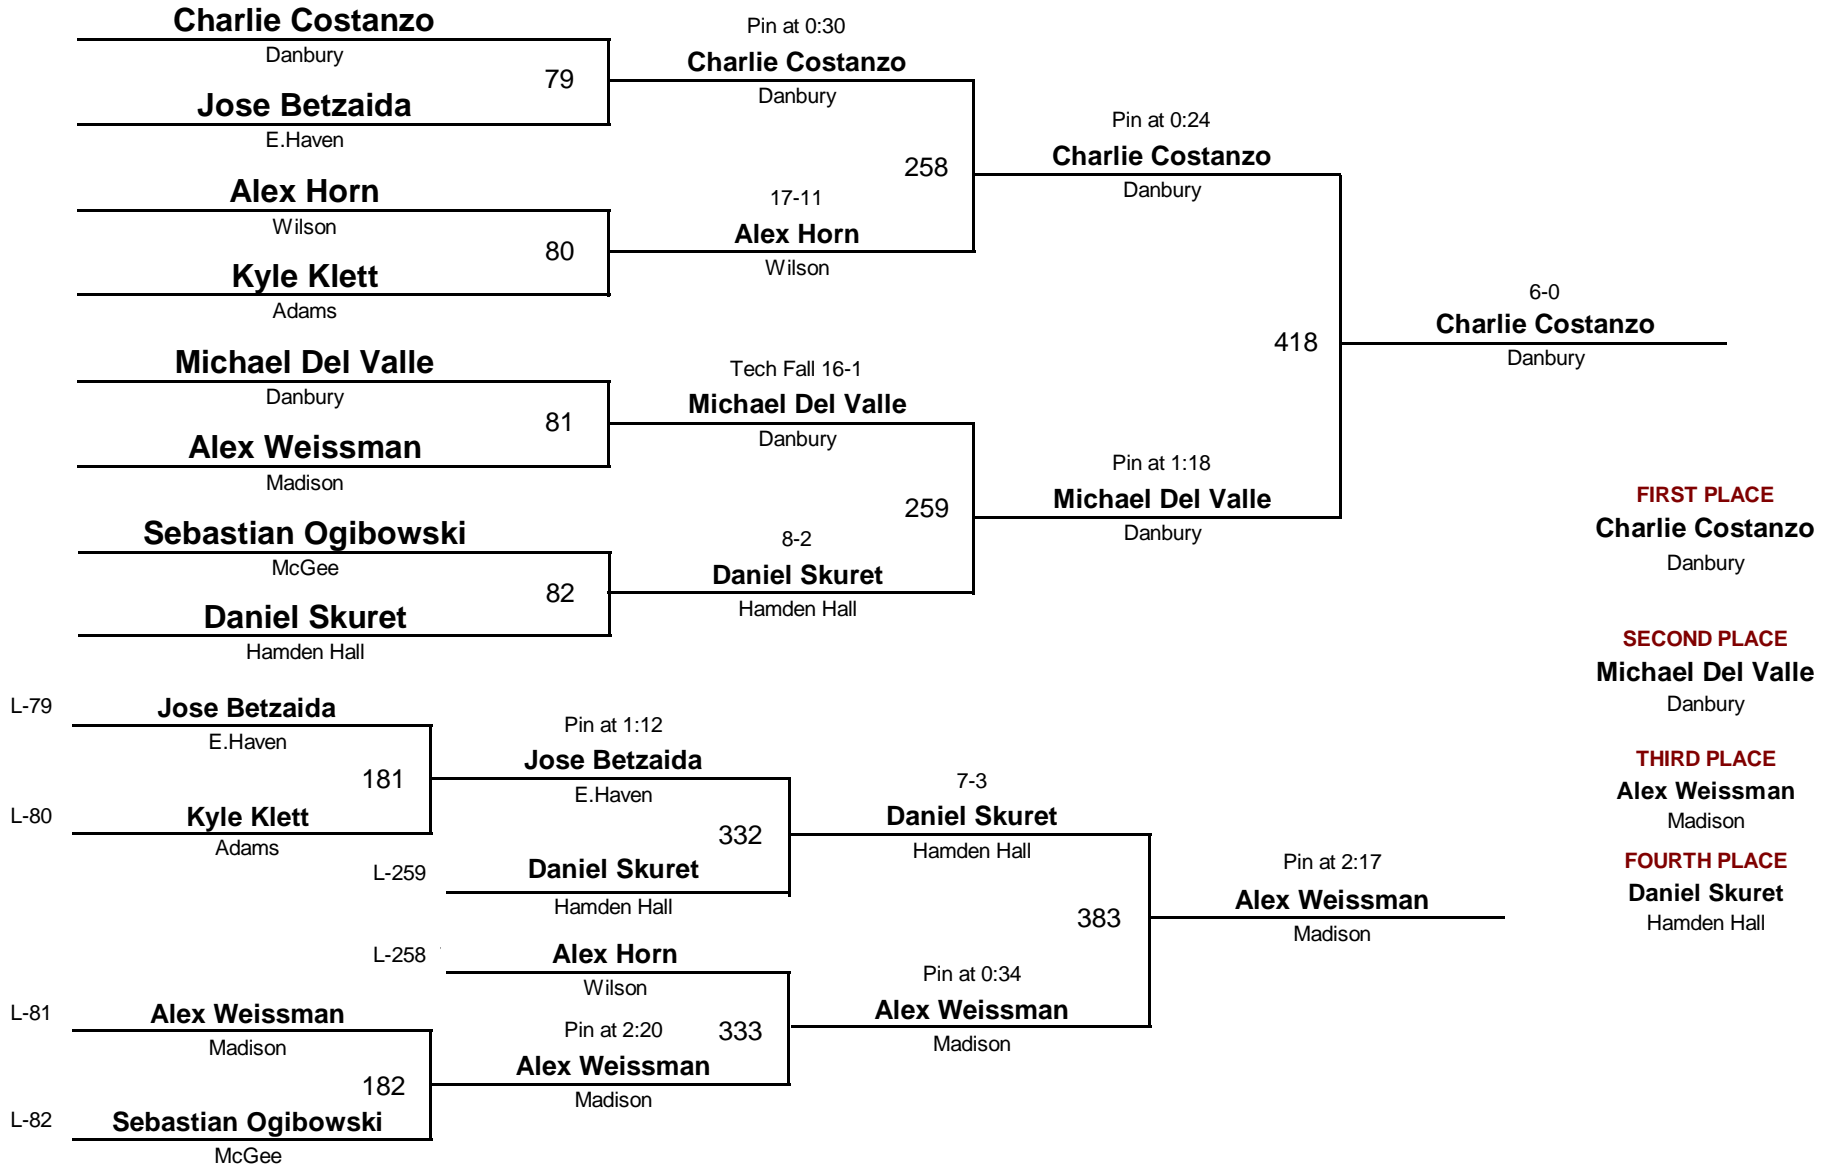 Charlie Costanzo
Danbury
79
Jose Betzaida
E.Haven
Alex Horn
Wilson
80
Kyle Klett
Adams
Michael Del Valle
Danbury
81
Alex Weissman
Madison
Sebastian Ogibowski
McGee
82
Daniel Skuret
Hamden Hall
Pin at 0:30
Charlie Costanzo
Danbury
258
17-11
Alex Horn
Wilson
Tech Fall 16-1
Michael Del Valle
Danbury
259
8-2
Daniel Skuret
Hamden Hall
Pin at 0:24
Charlie Costanzo
Danbury
418
Pin at 1:18
Michael Del Valle
Danbury
6-0
Charlie Costanzo
Danbury
FIRST PLACE
Charlie Costanzo
Danbury
SECOND PLACE
Michael Del Valle
Danbury
THIRD PLACE
Alex Weissman
Madison
FOURTH PLACE
Daniel Skuret
Hamden Hall
L-79
Jose Betzaida
E.Haven
181
L-80
Kyle Klett
Adams
Pin at 1:12
Jose Betzaida
E.Haven
332
L-259
Daniel Skuret
Hamden Hall
L-258
Alex Horn
Wilson
333
L-81
Alex Weissman
Madison
182
L-82
Sebastian Ogibowski
McGee
Pin at 2:20
Alex Weissman
Madison
7-3
Daniel Skuret
Hamden Hall
383
Pin at 0:34
Alex Weissman
Madison
Pin at 2:17
Alex Weissman
Madison